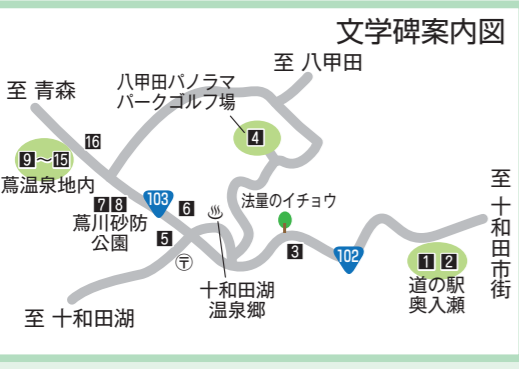 文学碑案内図
至 八甲田
八甲田パノラマ
パークゴルフ場
至 青森
4
16
9～15
蔦温泉地内
7 8
蔦川砂防
公園
103
6
5
〒
♨
法量のイチョウ
3
102
十和田湖
温泉郷
至 十和田市街
1 2
道の駅
奥入瀬
至 十和田湖